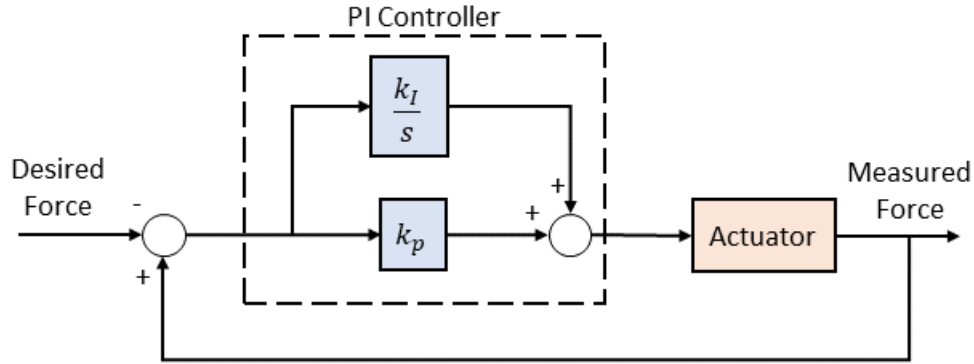 PI Controller
k_I
s
Desired
Force
-
+
k_p
+
+
Actuator
Measured
Force